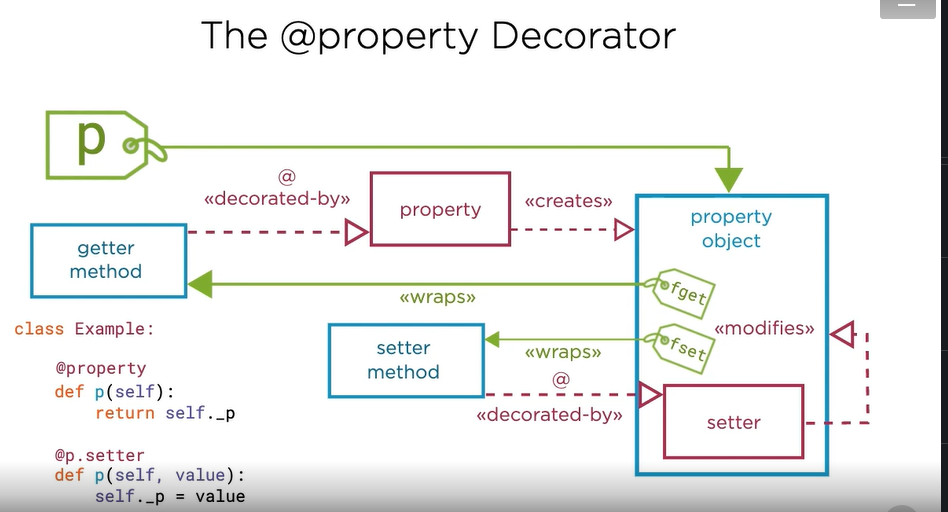 The @property Decorator
p
@
«decorated-by»
property
«creates»
property
object
getter
method
fget
«wraps»
class Example:
@property
def p(self):
return self._p
@p.setter
def p(self, value):
self._p = value
setter
method
fset
«modifies»
«wraps»
@
«decorated-by»
setter